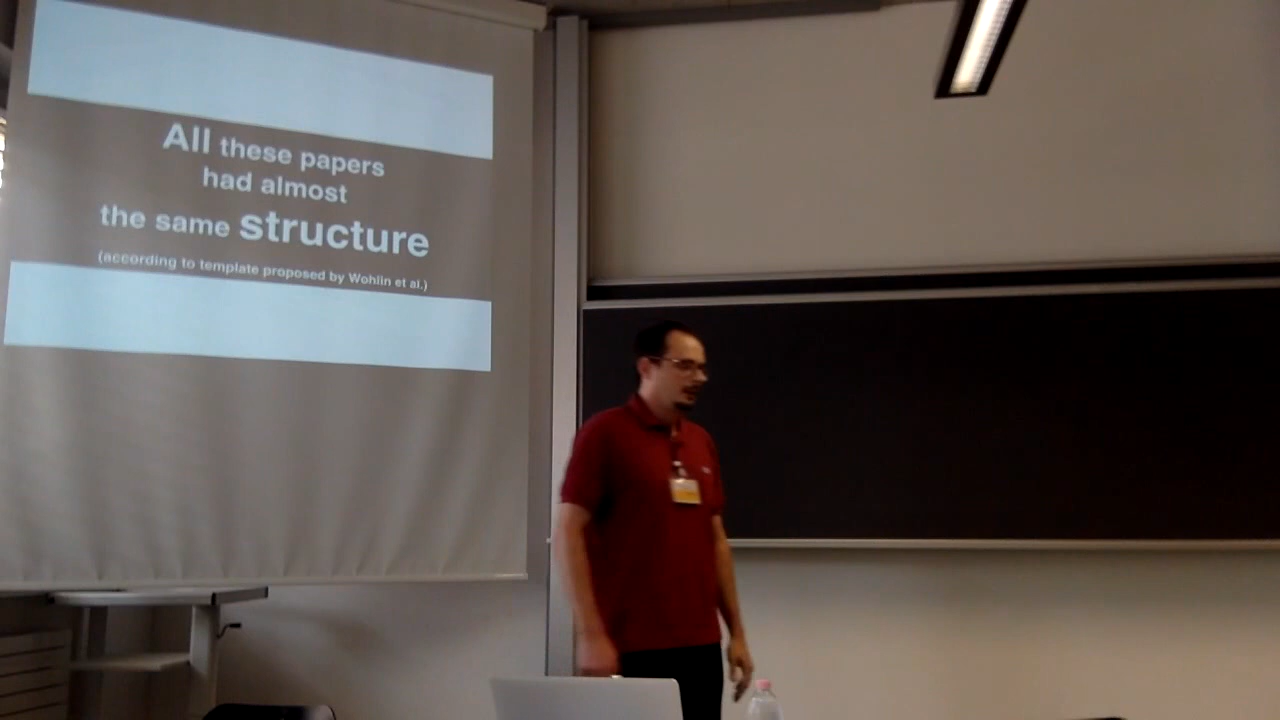 All these papers
had almost
the same structure
(according to template proposed by Wohlin et al.)